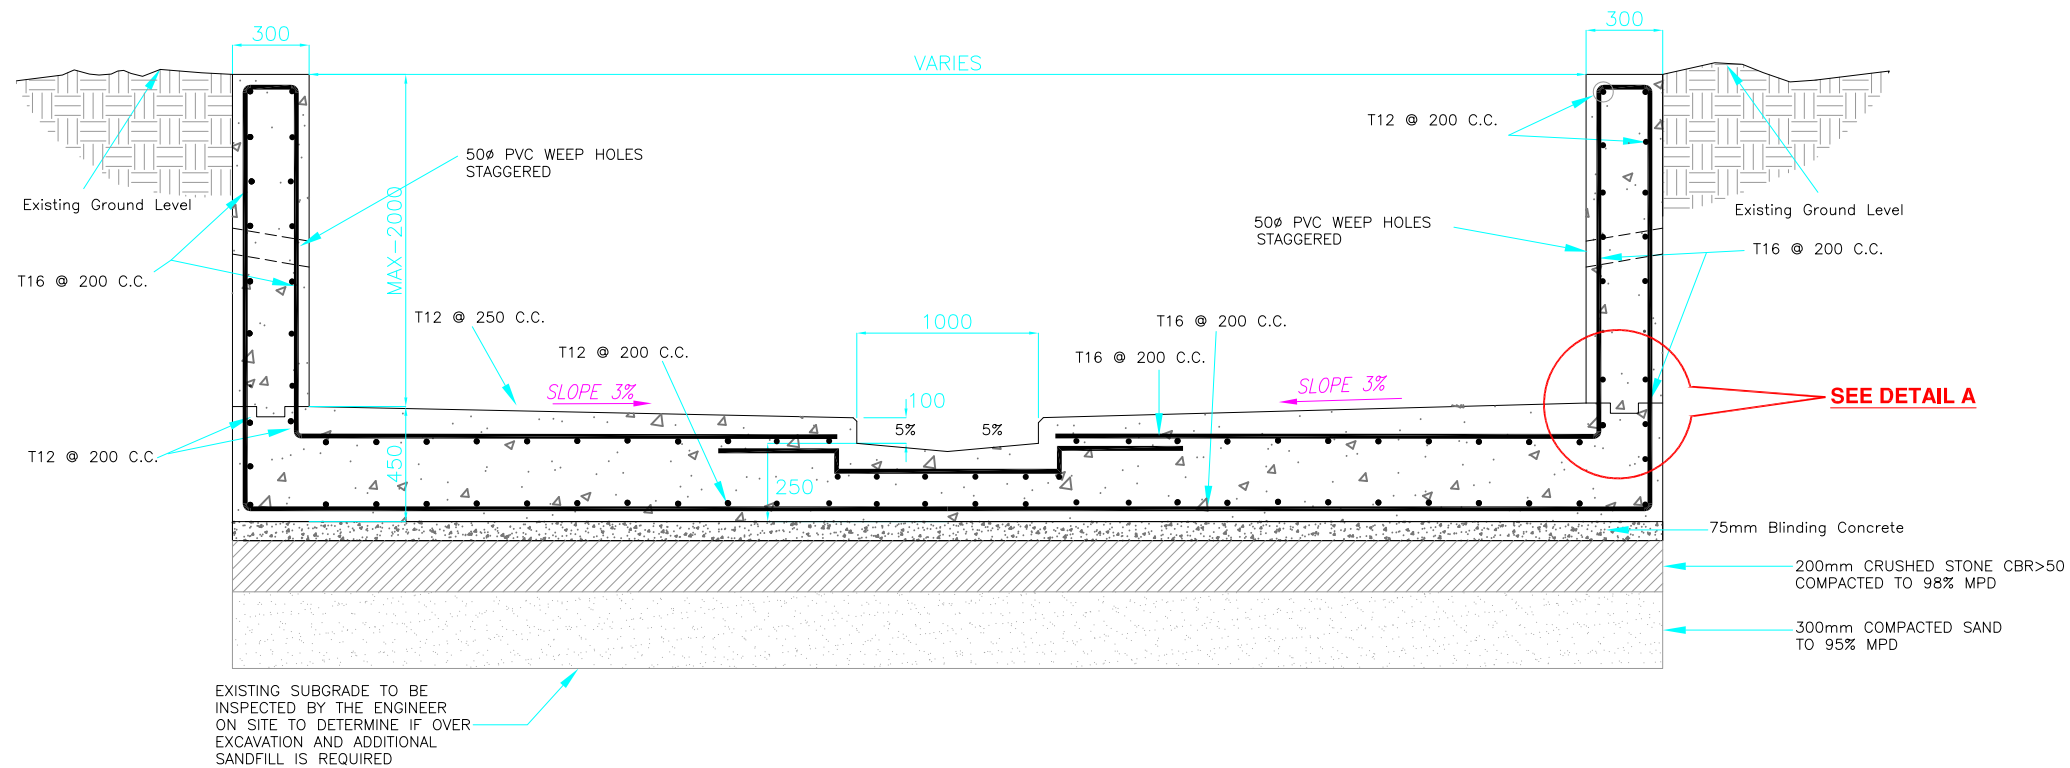 300
300
VARIES
T12 @ 200 C.C.
50ø PVC WEEP HOLES
STAGGERED
Existing Ground Level
Existing Ground Level
50ø PVC WEEP HOLES
STAGGERED
MAX-2000
T16 @ 200 C.C.
T16 @ 200 C.C.
T12 @ 250 C.C.
1000
T16 @ 200 C.C.
T12 @ 200 C.C.
T16 @ 200 C.C.
SLOPE 3%
SLOPE 3%
SEE DETAIL A
100
5%
5%
T12 @ 200 C.C.
450
250
75mm Blinding Concrete
200mm CRUSHED STONE CBR>50
COMPACTED TO 98% MPD
300mm COMPACTED SAND
TO 95% MPD
EXISTING SUBGRADE TO BE
INSPECTED BY THE ENGINEER
ON SITE TO DETERMINE IF OVER
EXCAVATION AND ADDITIONAL
SANDFILL IS REQUIRED